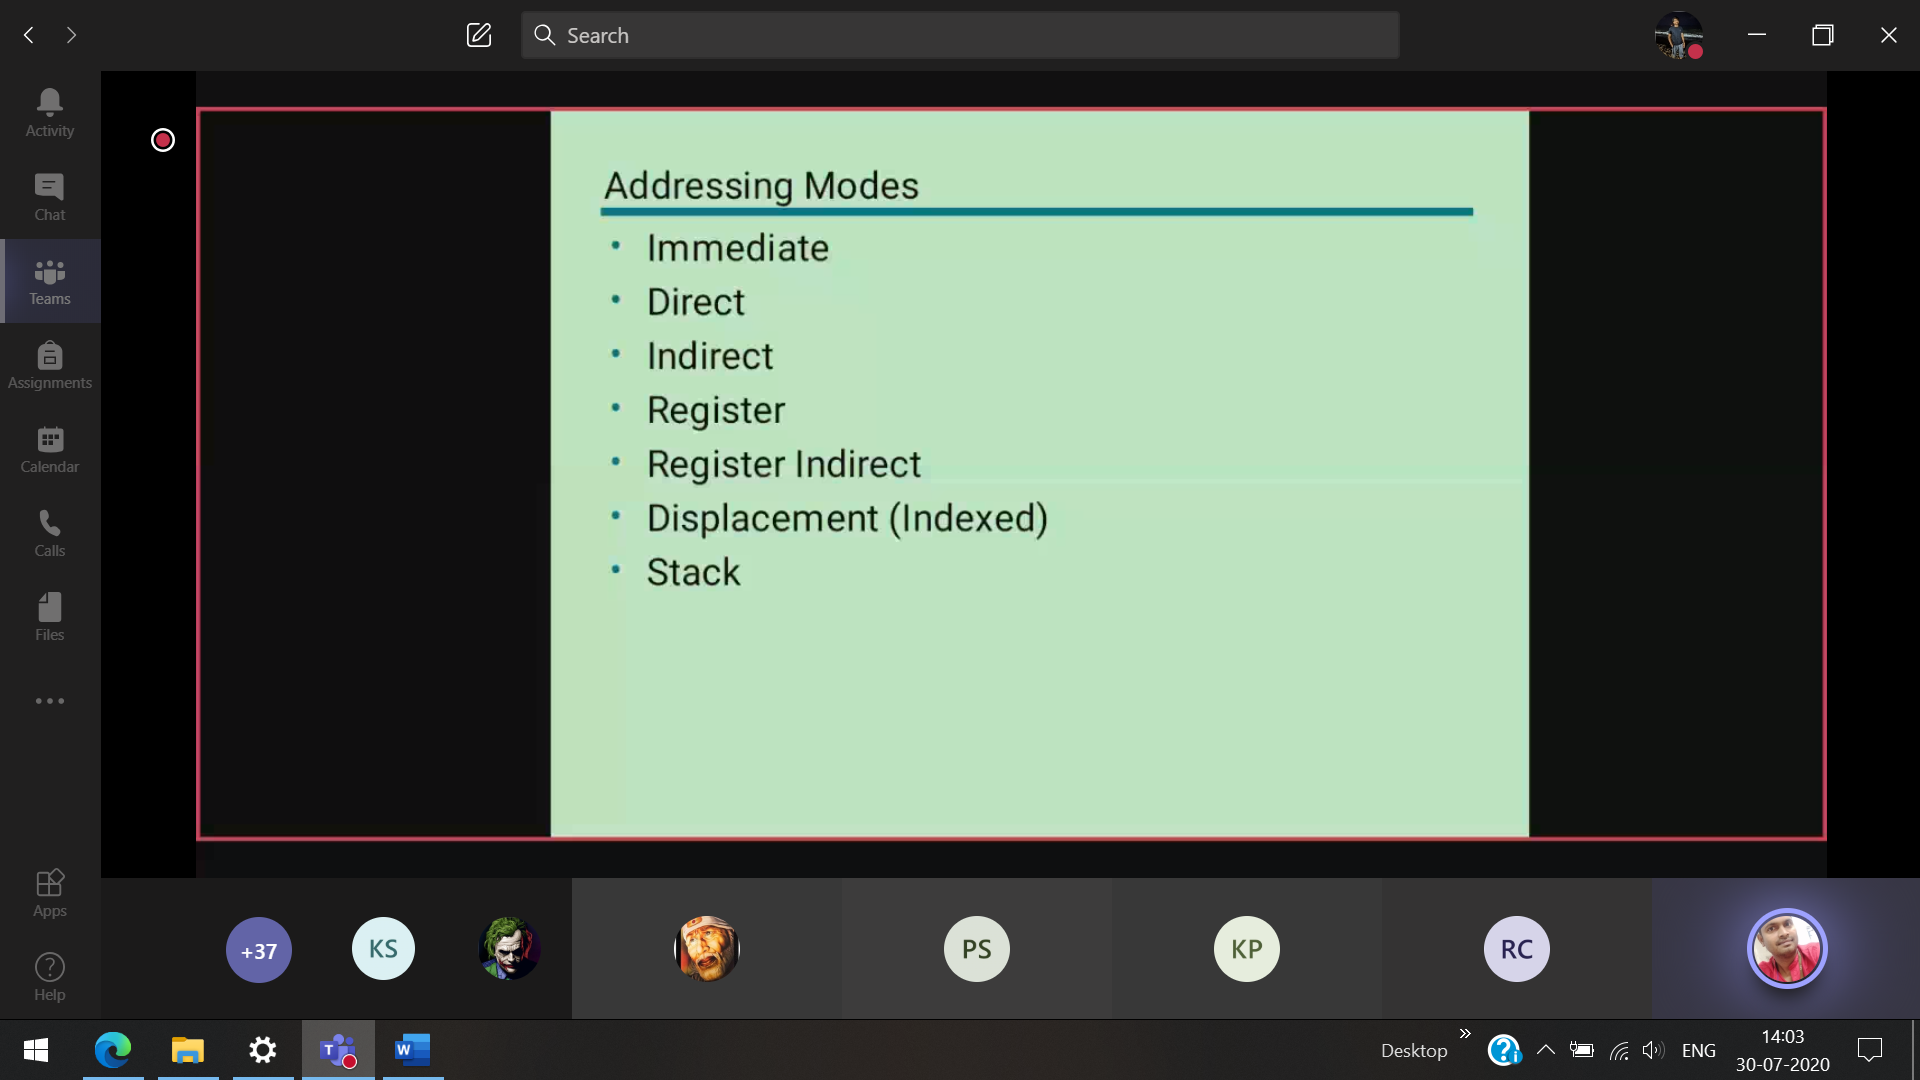 Search
Activity
Chat
Teams
Assignments
Calendar
Calls
Files
Apps
Help
Addressing Modes
• Immediate
• Direct
• Indirect
• Register
• Register Indirect
• Displacement (Indexed)
• Stack
+37
KS
PS
KP
RC
Desktop
ENG
14:03
30-07-2020